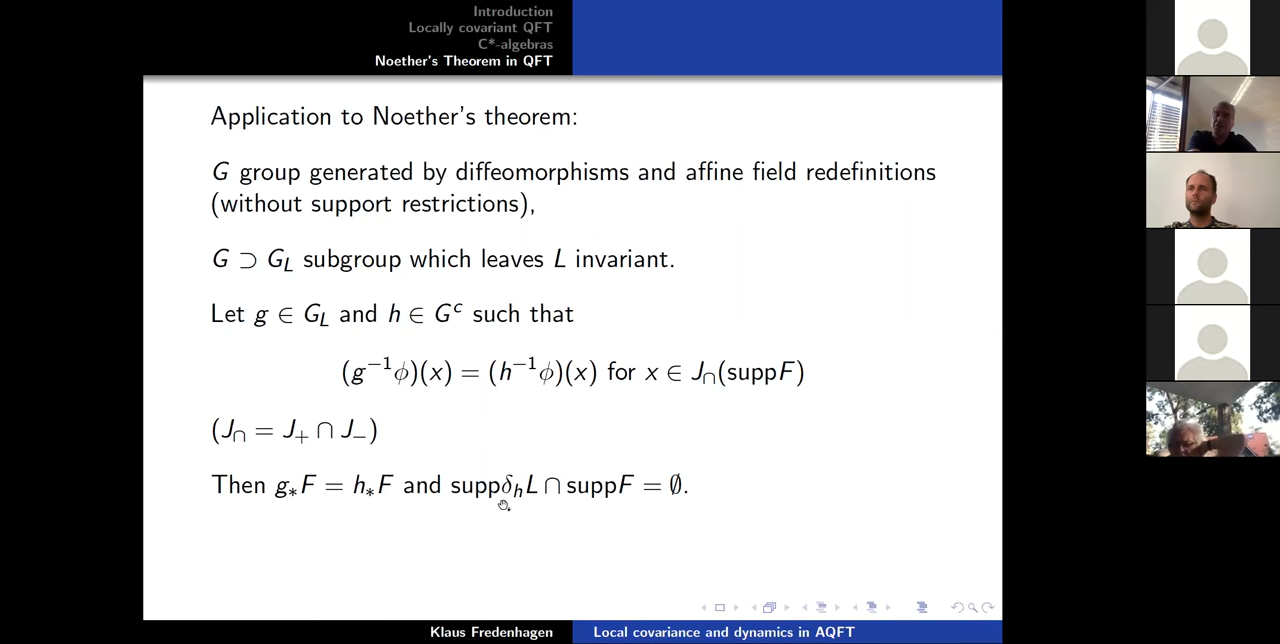 Introduction
Locally covariant QFT
C*-algebras
Noether's Theorem in QFT
Application to Noether's theorem:
G group generated by diffeomorphisms and affine field redefinitions
(without support restrictions),
G ⊃ G_L subgroup which leaves L invariant.
Let g ∈ G_L and h ∈ G^c such that
(g⁻¹ϕ)(x) = (h⁻¹ϕ)(x) for x ∈ J_∩(suppF)
(J_∩ = J_+ ∩ J_−)
Then g_*F = h_*F and suppδ_hL ∩ suppF = ∅.
Klaus Fredenhagen
Local covariance and dynamics in AQFT